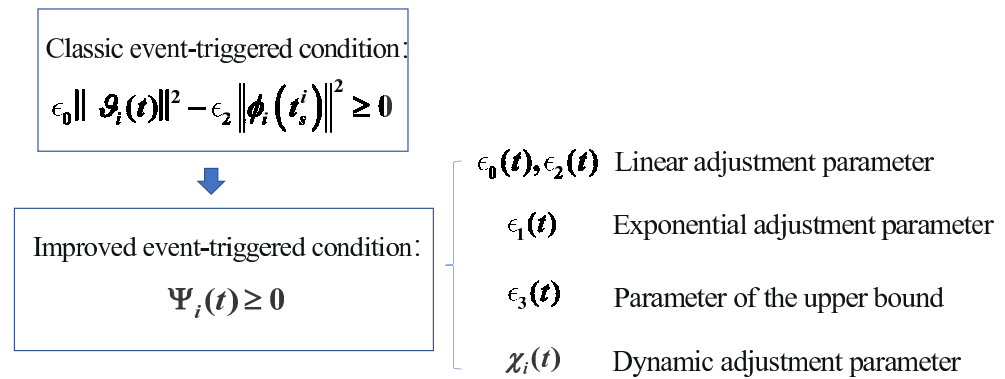 Classic event-triggered condition:
ϵ₀‖ϑᵢ(t)‖² − ϵ₂‖ϕᵢ(tₛⁱ)‖² ≥ 0
Improved event-triggered condition:
Ψᵢ(t) ≥ 0
ϵ₀(t), ϵ₂(t) Linear adjustment parameter
ϵ₁(t) Exponential adjustment parameter
ϵ₃(t) Parameter of the upper bound
χᵢ(t) Dynamic adjustment parameter